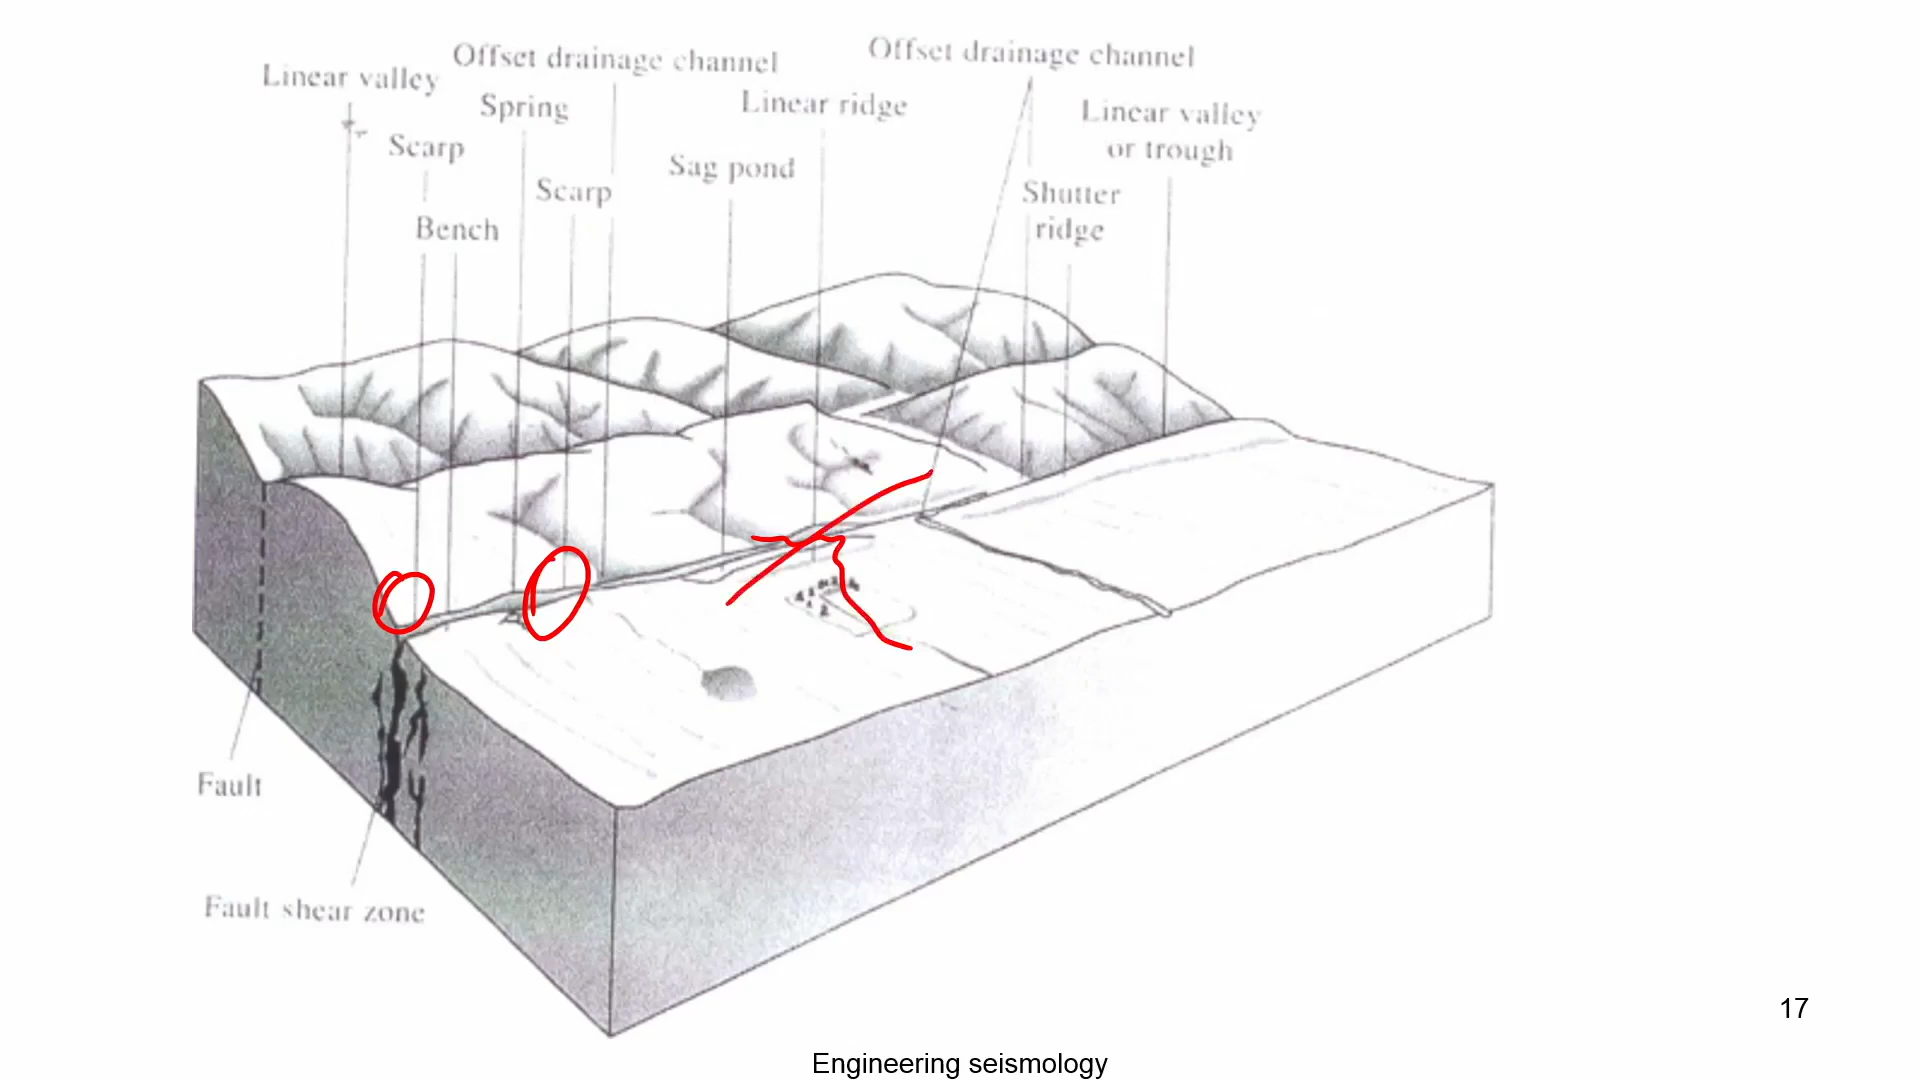 Offset drainage channel
Offset drainage channel
Linear valley
Spring
Linear ridge
Linear valley
or trough
Scarp
Sag pond
Scarp
Shutter
ridge
Bench
Fault
Fault shear zone
17
Engineering seismology